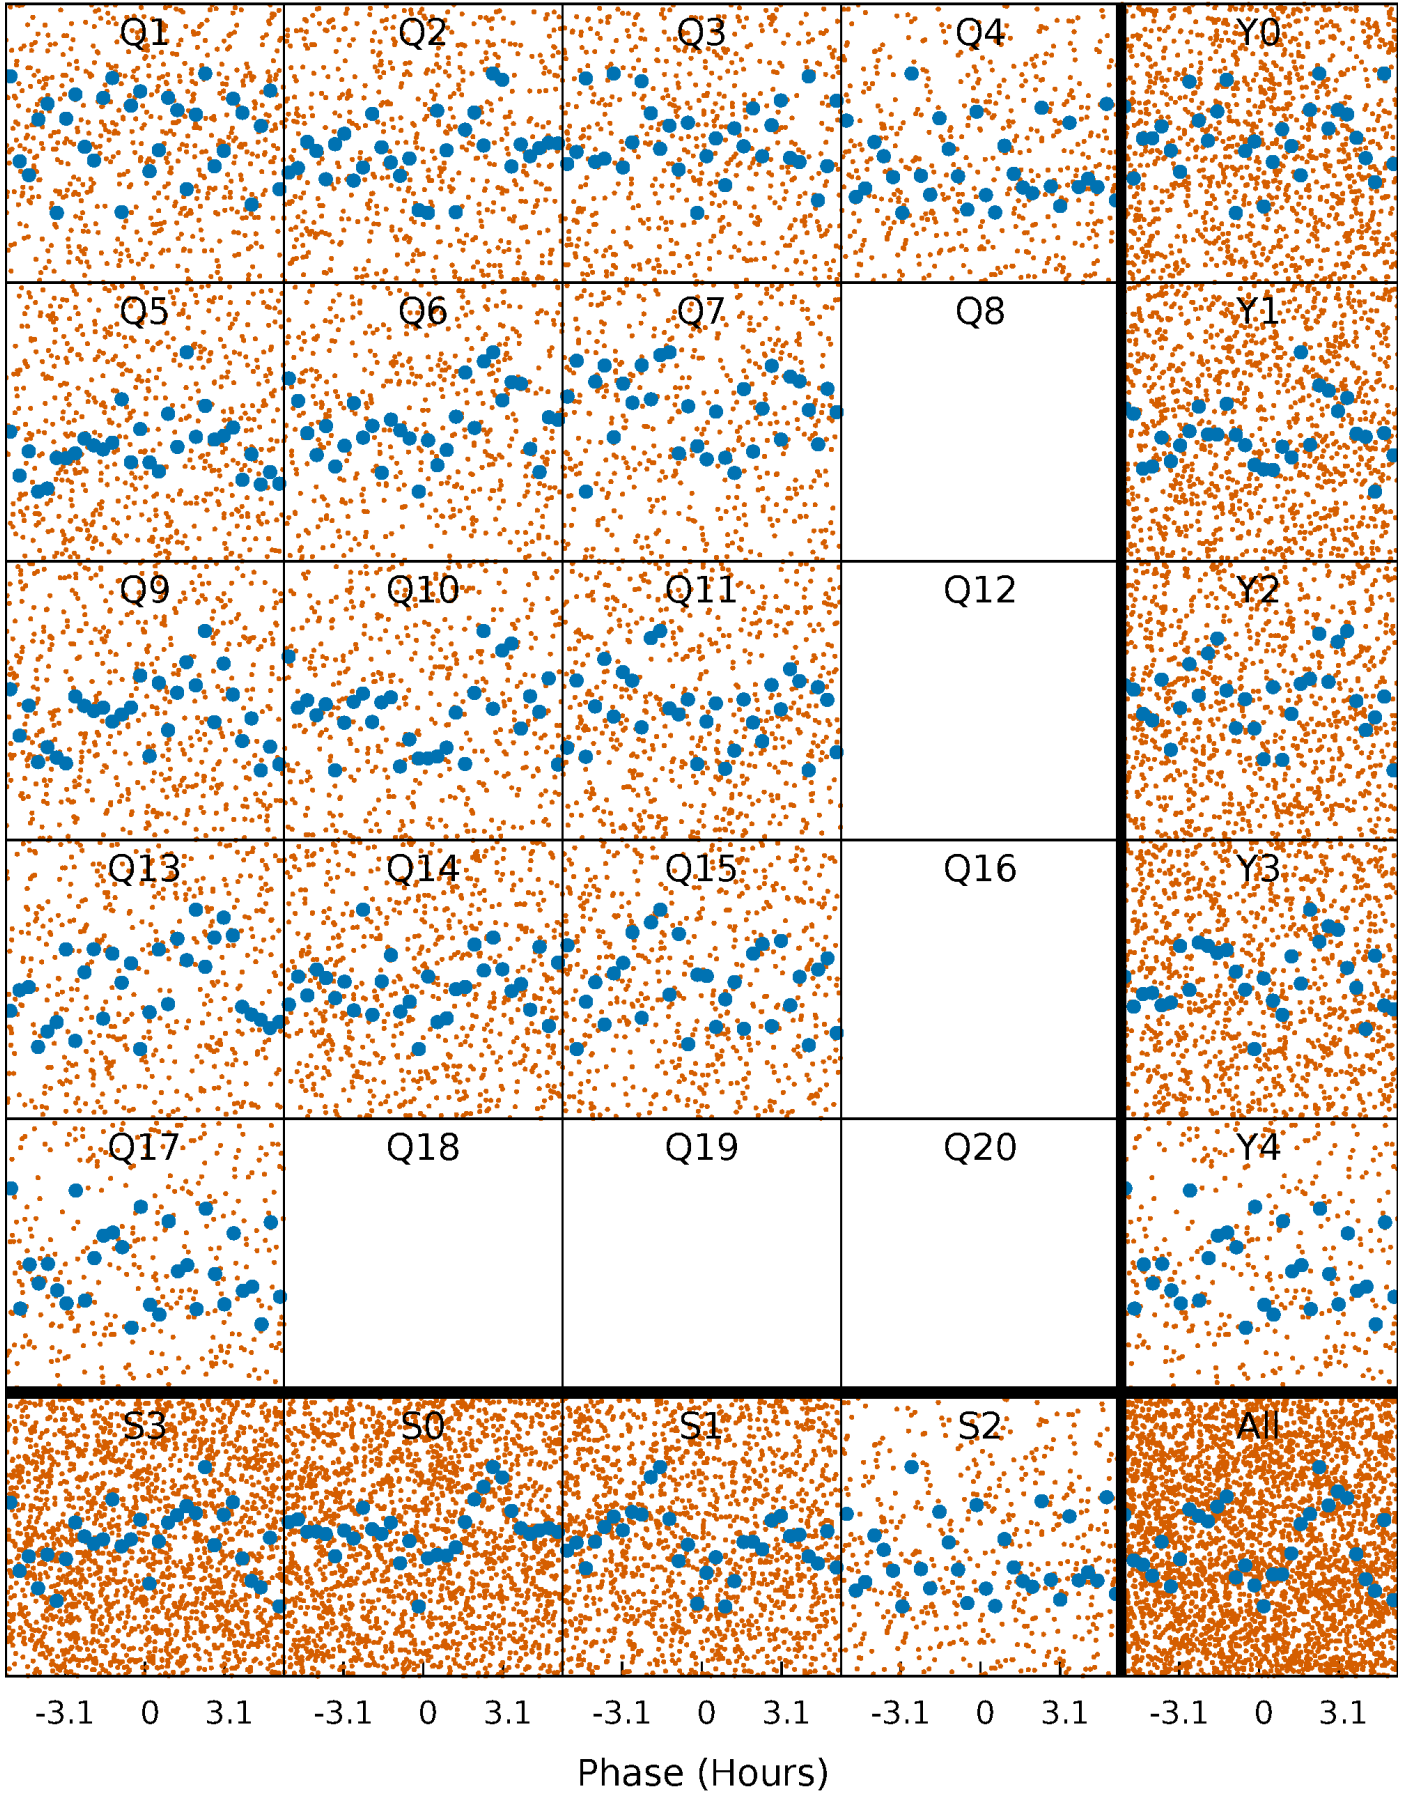 Q1 Q2 Q3 Q4 Y0
Q5 Q6 Q7 Q8 Y1
Q9 Q10 Q11 Q12 Y2
Q13 Q14 Q15 Q16 Y3
Q17 Q18 Q19 Q20 Y4
S3 S0 S1 S2 All
-3.1 0 3.1 -3.1 0 3.1 -3.1 0 3.1 -3.1 0 3.1 -3.1 0 3.1
Phase (Hours)